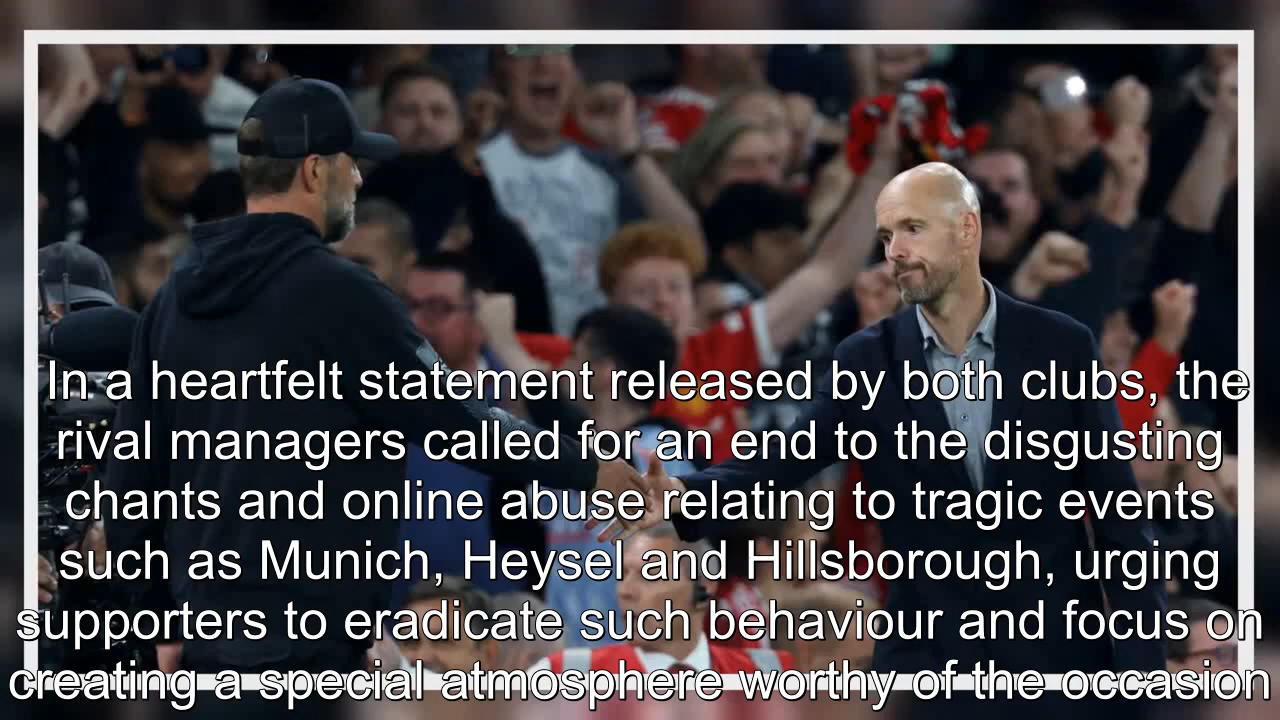 In a heartfelt statement released by both clubs, the
rival managers called for an end to the disgusting
chants and online abuse relating to tragic events
such as Munich, Heysel and Hillsborough, urging
supporters to eradicate such behaviour and focus on
creating a special atmosphere worthy of the occasion